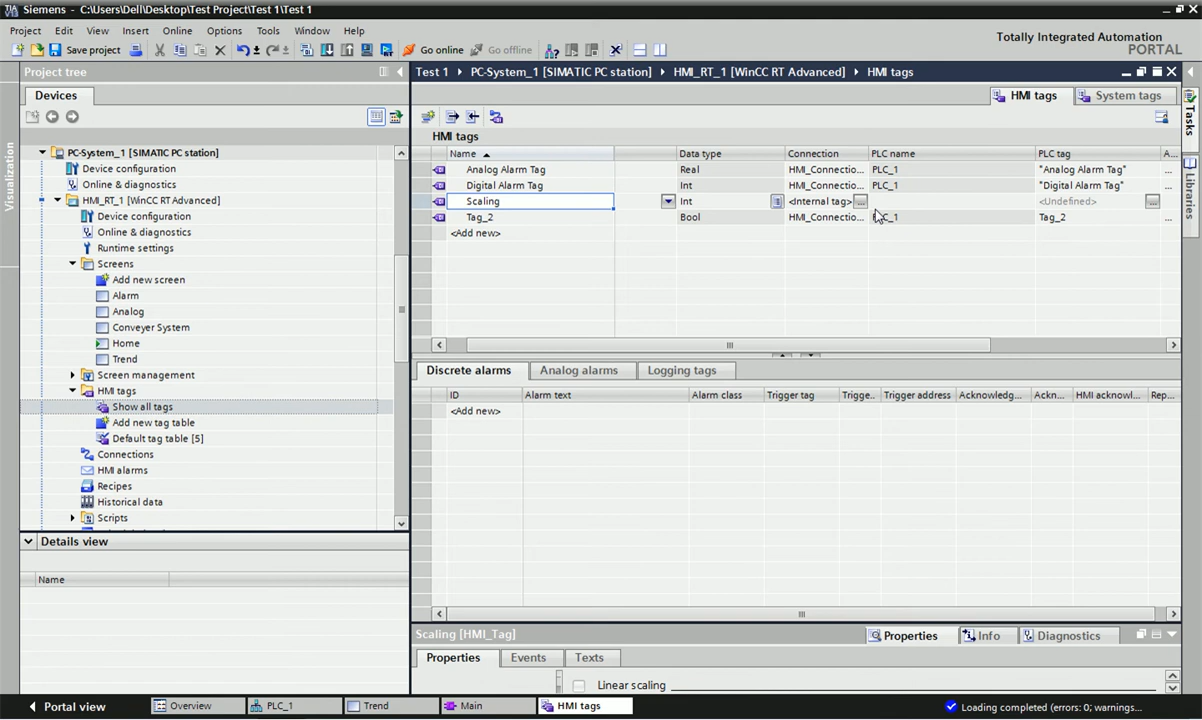 Siemens - C:\Users\Dell\Desktop\Test Project\Test 1\Test 1
Project Edit View Insert Online Options Tools Window Help
Totally Integrated Automation
PORTAL
Save project Go online Go offline
Project tree
Test 1 PC-System_1 [SIMATIC PC station] HMI_RT_1 [WinCC RT Advanced] HMI tags
Devices
HMI tags System tags
HMI tags
Visualization
Tasks
Libraries
PC-System_1 [SIMATIC PC station]
Device configuration
Online & diagnostics
HMI_RT_1 [WinCC RT Advanced]
Device configuration
Online & diagnostics
Runtime settings
Screens
Add new screen
Alarm
Analog
Conveyer System
Home
Trend
Screen management
HMI tags
Show all tags
Add new tag table
Default tag table [5]
Connections
HMI alarms
Recipes
Historical data
Scripts
Name Data type Connection PLC name PLC tag A...
Analog Alarm Tag Real HMI_Connectio... PLC_1 "Analog Alarm Tag" ...
Digital Alarm Tag Int HMI_Connectio... PLC_1 "Digital Alarm Tag" ...
Scaling Int <Internal tag> ... <Undefined> ...
Tag_2 Bool HMI_Connectio... PLC_1 Tag_2 ...
<Add new>
Discrete alarms Analog alarms Logging tags
ID Alarm text Alarm class Trigger tag Trigge.. Trigger address Acknowledg... Ackn... HMI acknowl... Rep...
<Add new>
Details view
Name
Scaling [HMI_Tag]
Properties Info Diagnostics
Properties Events Texts
Linear scaling
Portal view Overview PLC_1 Trend Main HMI tags Loading completed (errors: 0; warnings...